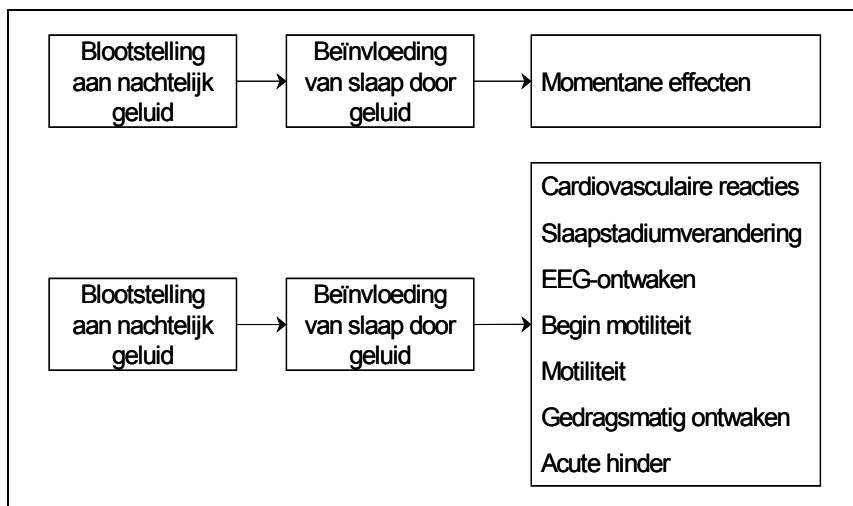 Blootstelling
aan nachtelijk
geluid
Beïnvloeding
van slaap door
geluid
Momentane effecten
Blootstelling
aan nachtelijk
geluid
Beïnvloeding
van slaap door
geluid
Cardiovasculaire reacties
Slaapstadiumverandering
EEG-ontwaken
Begin motiliteit
Motiliteit
Gedragsmatig ontwaken
Acute hinder